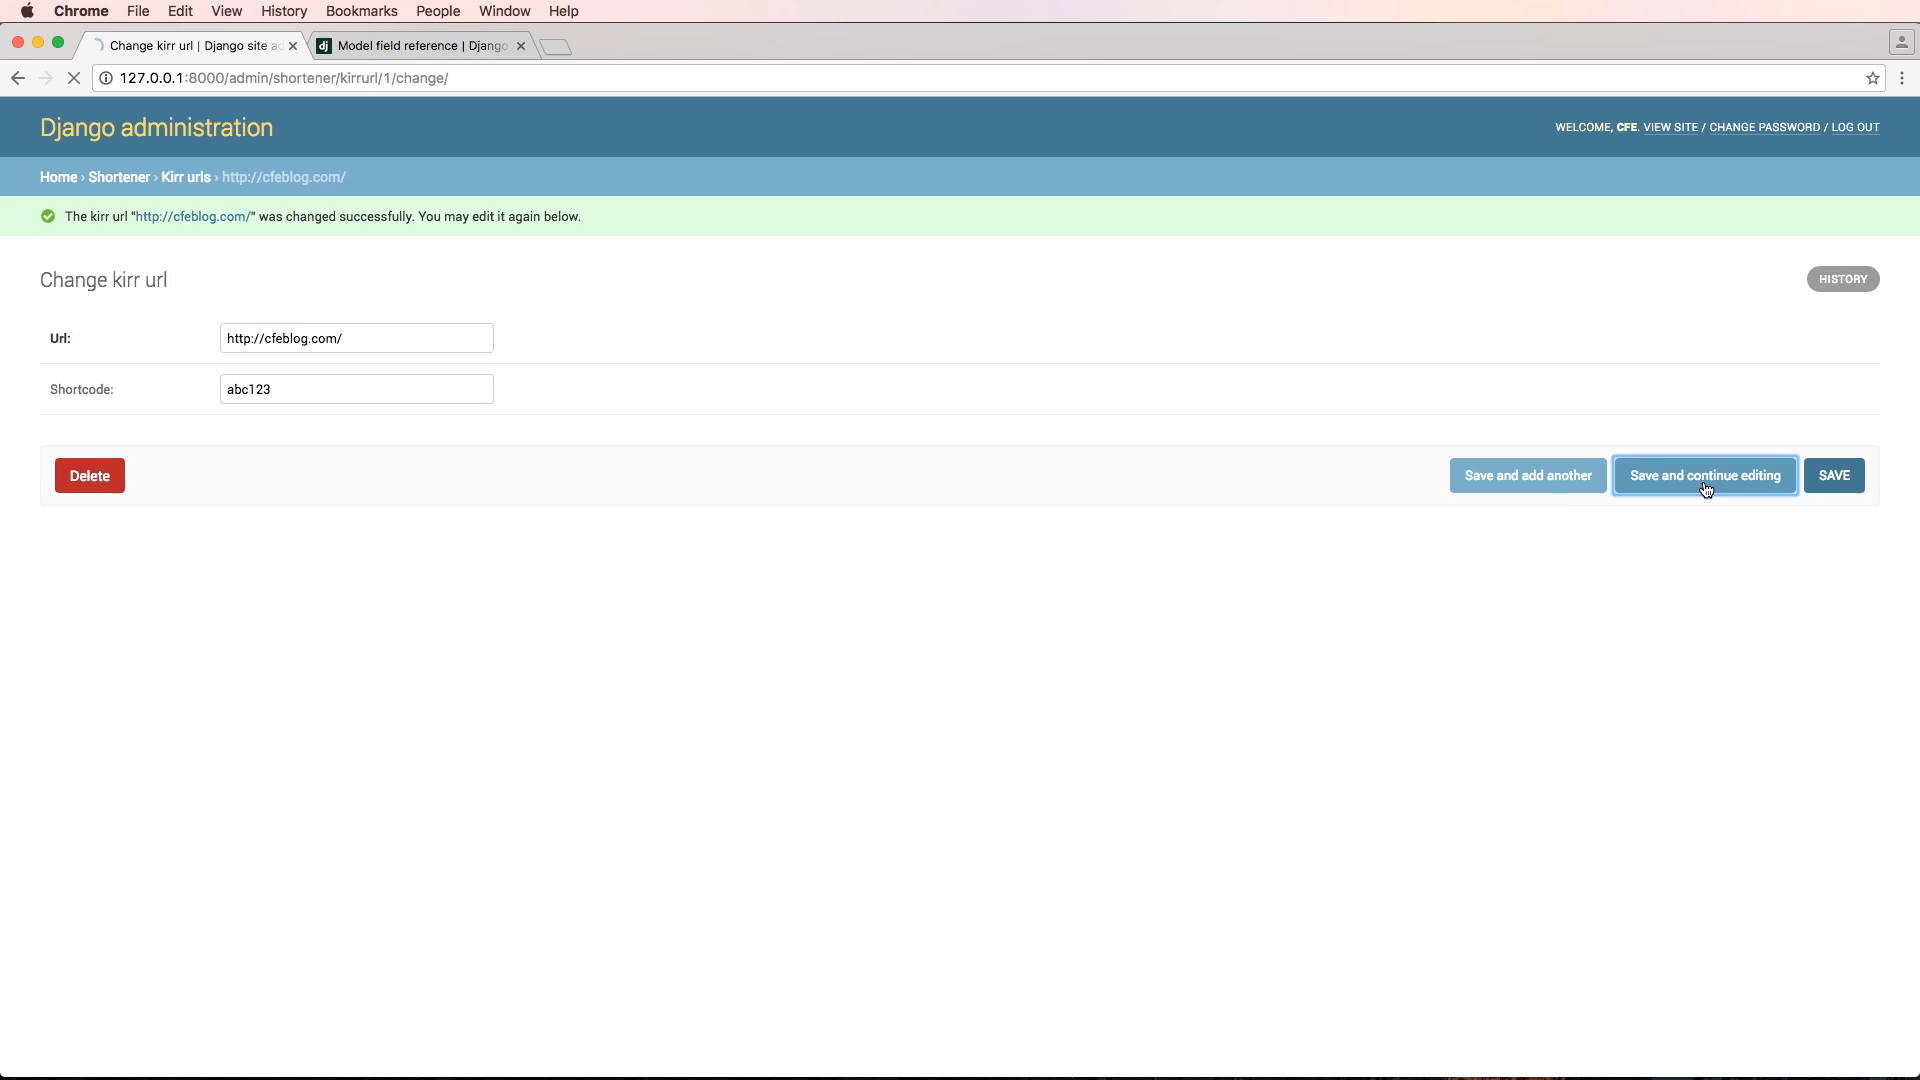 Chrome File Edit View History Bookmarks People Window Help
Change kirr url | Django site ad
dj Model field reference | Django
127.0.0.1:8000/admin/shortener/kirrurl/1/change/
Django administration
WELCOME, CFE. VIEW SITE / CHANGE PASSWORD / LOG OUT
Home › Shortener › Kirr urls › http://cfeblog.com/
The kirr url "http://cfeblog.com/" was changed successfully. You may edit it again below.
Change kirr url
HISTORY
Url: http://cfeblog.com/
Shortcode: abc123
Delete Save and add another Save and continue editing SAVE